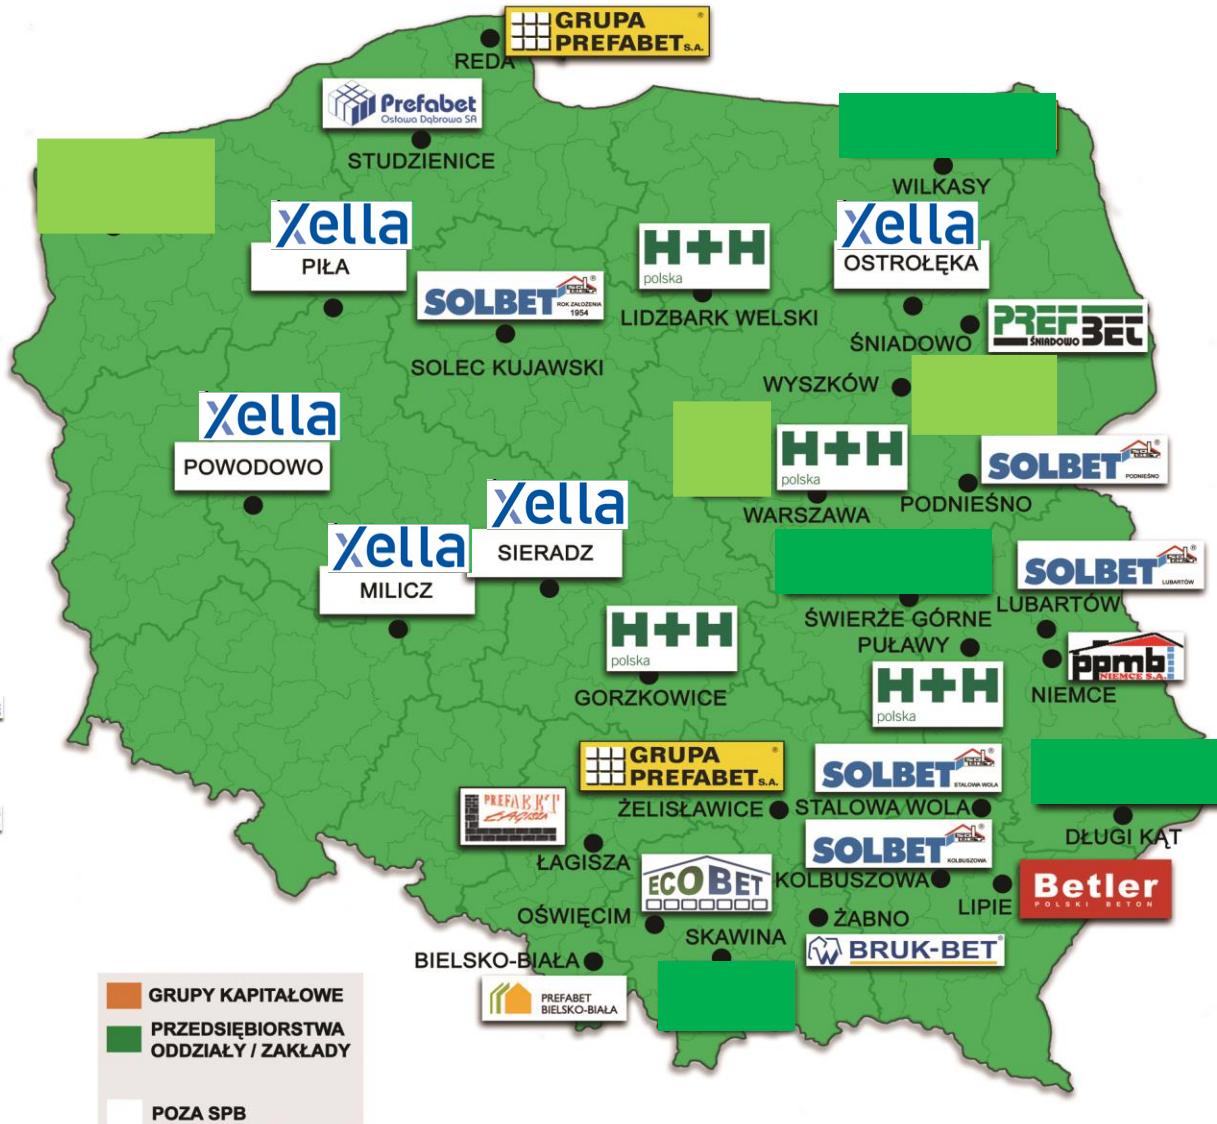 GRUPA
PREFABET S.A.
REDA
Prefabet
Osława Dąbrowa SA
STUDZIENICE
WILKASY
Xella
PIŁA
H+H
polska
Xella
OSTROŁĘKA
SOLBET
ROK ZAŁOŻENIA
1954
LIDZBARK WELSKI
SOLEC KUJAWSKI
ŚNIADOWO
PREFBET
ŚNIADOWO
WYSZKÓW
Xella
POWODOWO
H+H
polska
WARSZAWA
SOLBET
PODNIEŚNO
PODNIEŚNO
Xella
SIERADZ
Xella
MILICZ
SOLBET
LUBARTÓW
LUBARTÓW
ŚWIERŻE GÓRNE
PUŁAWY
H+H
polska
GORZKOWICE
ppmb
NIEMCE S.A.
NIEMCE
H+H
polska
GRUPA
PREFABET S.A.
ŻELISŁAWICE
SOLBET
STALOWA WOLA
STALOWA WOLA
DŁUGI KĄT
PREFABET
ŁAGISZA
ŁAGISZA
SOLBET
KOLBUSZOWA
KOLBUSZOWA
ECOBET
OŚWIĘCIM
LIPIE
Betler
POLSKI BETON
ŻABNO
BRUK-BET
SKAWINA
BIELSKO-BIAŁA
PREFABET
BIELSKO-BIAŁA
GRUPY KAPITAŁOWE
PRZEDSIĘBIORSTWA
ODDZIAŁY / ZAKŁADY
POZA SPB